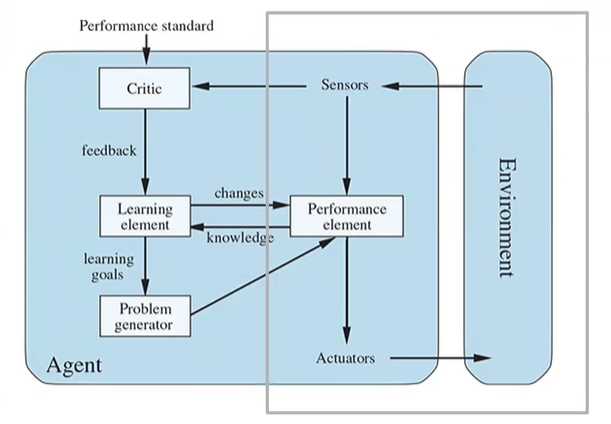 Performance standard
Critic
Sensors
feedback
changes
Learning
element
Performance
element
knowledge
learning
goals
Problem
generator
Agent
Actuators
Environment